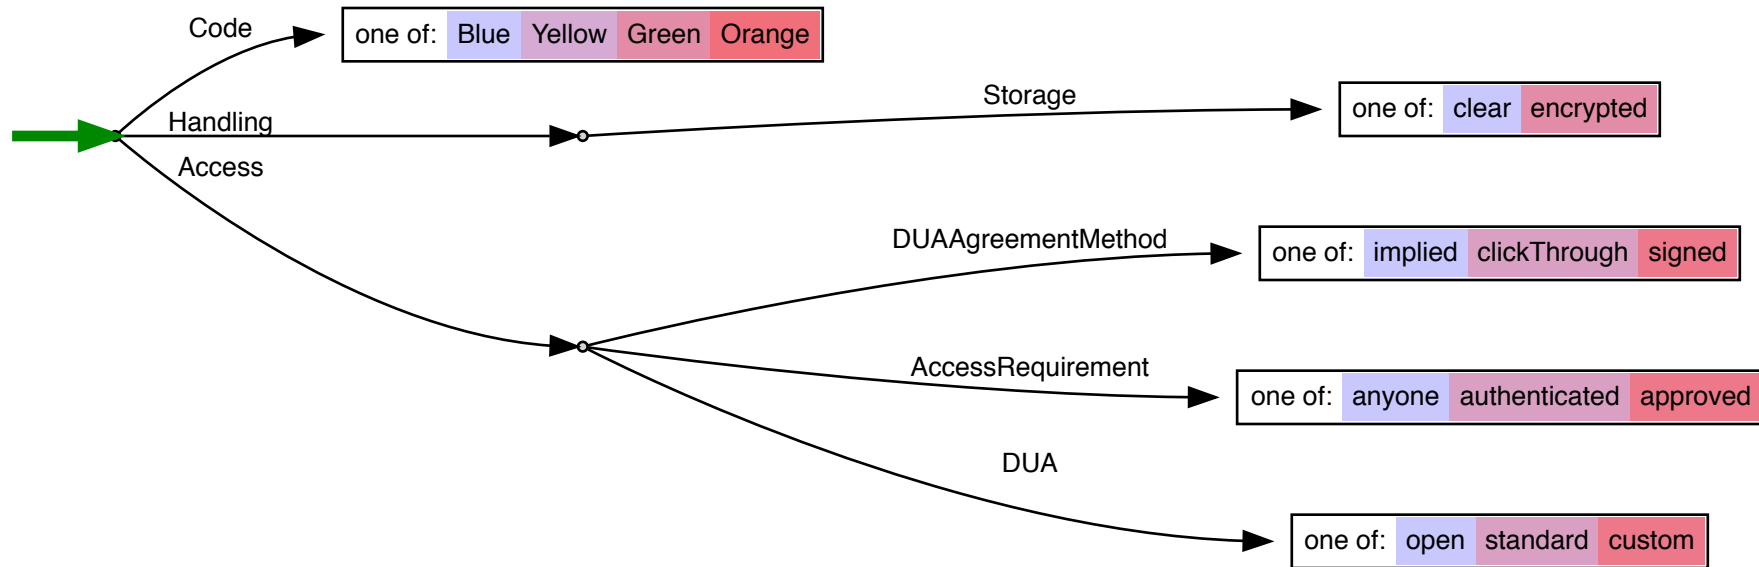 Code
one of: Blue Yellow Green Orange
Storage
one of: clear encrypted
Handling
Access
DUAAgreementMethod
one of: implied clickThrough signed
AccessRequirement
one of: anyone authenticated approved
DUA
one of: open standard custom